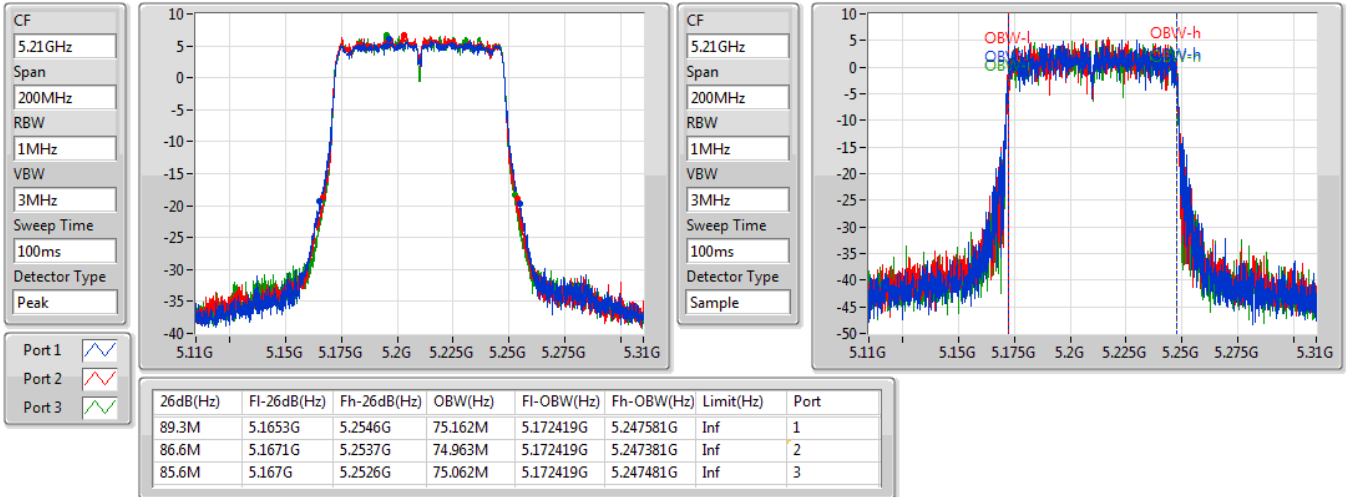 CF
5.21GHz
Span
200MHz
RBW
1MHz
VBW
3MHz
Sweep Time
100ms
Detector Type
Peak
10
5
0
-5
-10
-15
-20
-25
-30
-35
-40
5.11G 5.15G 5.175G 5.2G 5.225G 5.25G 5.275G 5.31G
CF
5.21GHz
Span
200MHz
RBW
1MHz
VBW
3MHz
Sweep Time
100ms
Detector Type
Sample
10
5
0
-5
-10
-15
-20
-25
-30
-35
-40
-45
-50
OBW-l OBW-h
OBW-h
5.11G 5.15G 5.175G 5.2G 5.225G 5.25G 5.275G 5.31G
Port 1
Port 2
Port 3
26dB(Hz) Fl-26dB(Hz) Fh-26dB(Hz) OBW(Hz) Fl-OBW(Hz) Fh-OBW(Hz) Limit(Hz) Port
89.3M 5.1653G 5.2546G 75.162M 5.172419G 5.247581G Inf 1
86.6M 5.1671G 5.2537G 74.963M 5.172419G 5.247381G Inf 2
85.6M 5.167G 5.2526G 75.062M 5.172419G 5.247481G Inf 3